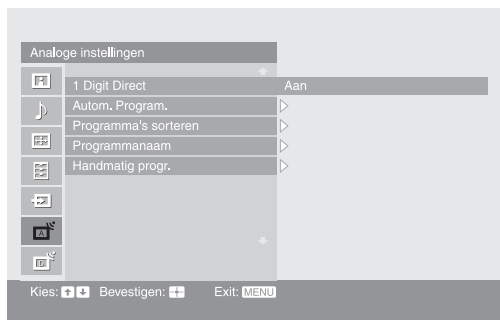 Analoge instellingen
1 Digit Direct Aan
Autom. Program.
Programma's sorteren
Programmanaam
Handmatig progr.
A
Kies: Bevestigen: Exit: MENU